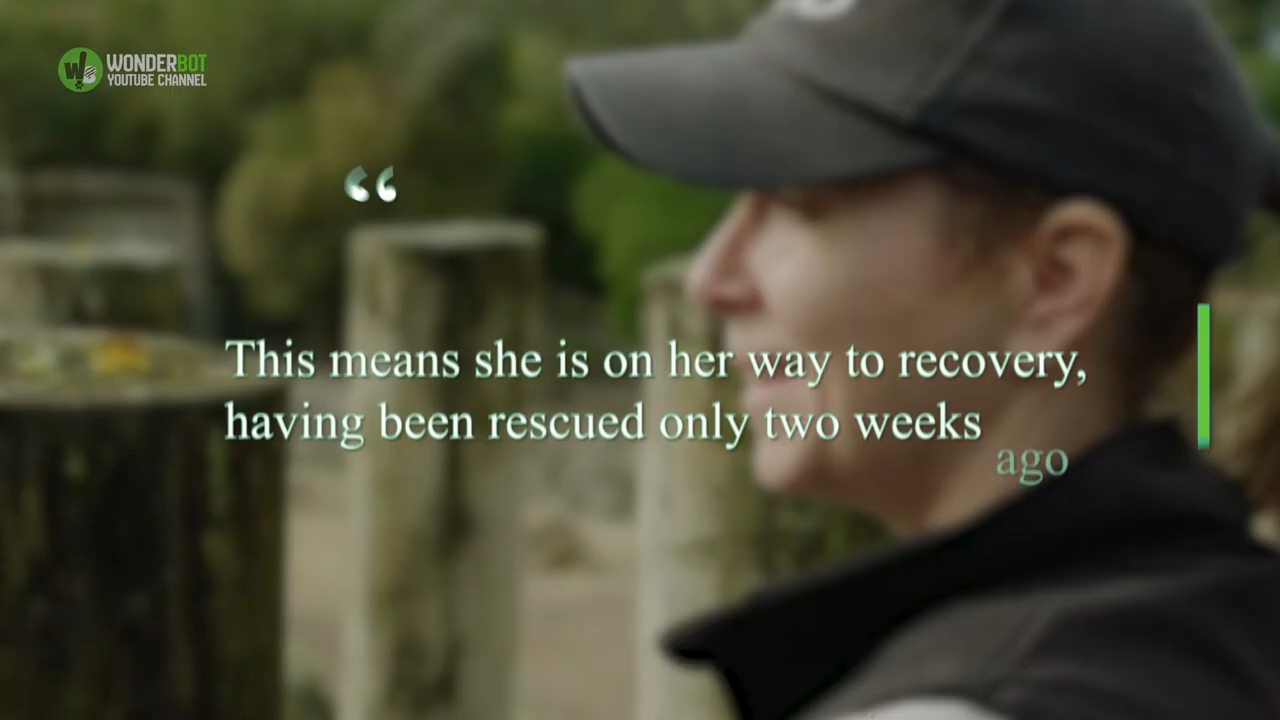 WONDERBOT
YOUTUBE CHANNEL
“
This means she is on her way to recovery,
having been rescued only two weeks
ago